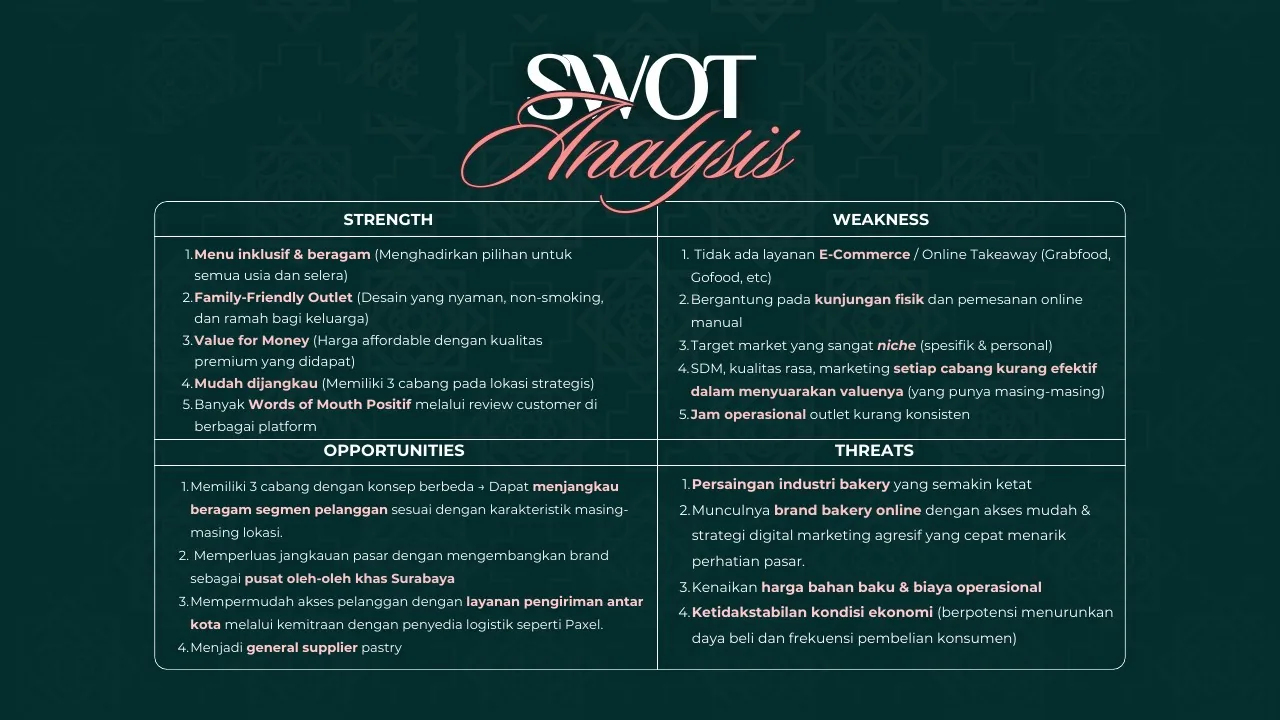 SWOT
Analysis
STRENGTH
1. Menu inklusif & beragam (Menghadirkan pilihan untuk
semua usia dan selera)
2. Family-Friendly Outlet (Desain yang nyaman, non-smoking,
dan ramah bagi keluarga)
3. Value for Money (Harga affordable dengan kualitas
premium yang didapat)
4. Mudah dijangkau (Memiliki 3 cabang pada lokasi strategis)
5. Banyak Words of Mouth Positif melalui review customer di
berbagai platform
WEAKNESS
1. Tidak ada layanan E-Commerce / Online Takeaway (Grabfood,
Gofood, etc)
2. Bergantung pada kunjungan fisik dan pemesanan online
manual
3. Target market yang sangat niche (spesifik & personal)
4. SDM, kualitas rasa, marketing setiap cabang kurang efektif
dalam menyuarakan valuenya (yang punya masing-masing)
5. Jam operasional outlet kurang konsisten
OPPORTUNITIES
1. Memiliki 3 cabang dengan konsep berbeda → Dapat menjangkau
beragam segmen pelanggan sesuai dengan karakteristik masing-
masing lokasi.
2. Memperluas jangkauan pasar dengan mengembangkan brand
sebagai pusat oleh-oleh khas Surabaya
3. Mempermudah akses pelanggan dengan layanan pengiriman antar
kota melalui kemitraan dengan penyedia logistik seperti Paxel.
4. Menjadi general supplier pastry
THREATS
1. Persaingan industri bakery yang semakin ketat
2. Munculnya brand bakery online dengan akses mudah &
strategi digital marketing agresif yang cepat menarik
perhatian pasar.
3. Kenaikan harga bahan baku & biaya operasional
4. Ketidakstabilan kondisi ekonomi (berpotensi menurunkan
daya beli dan frekuensi pembelian konsumen)